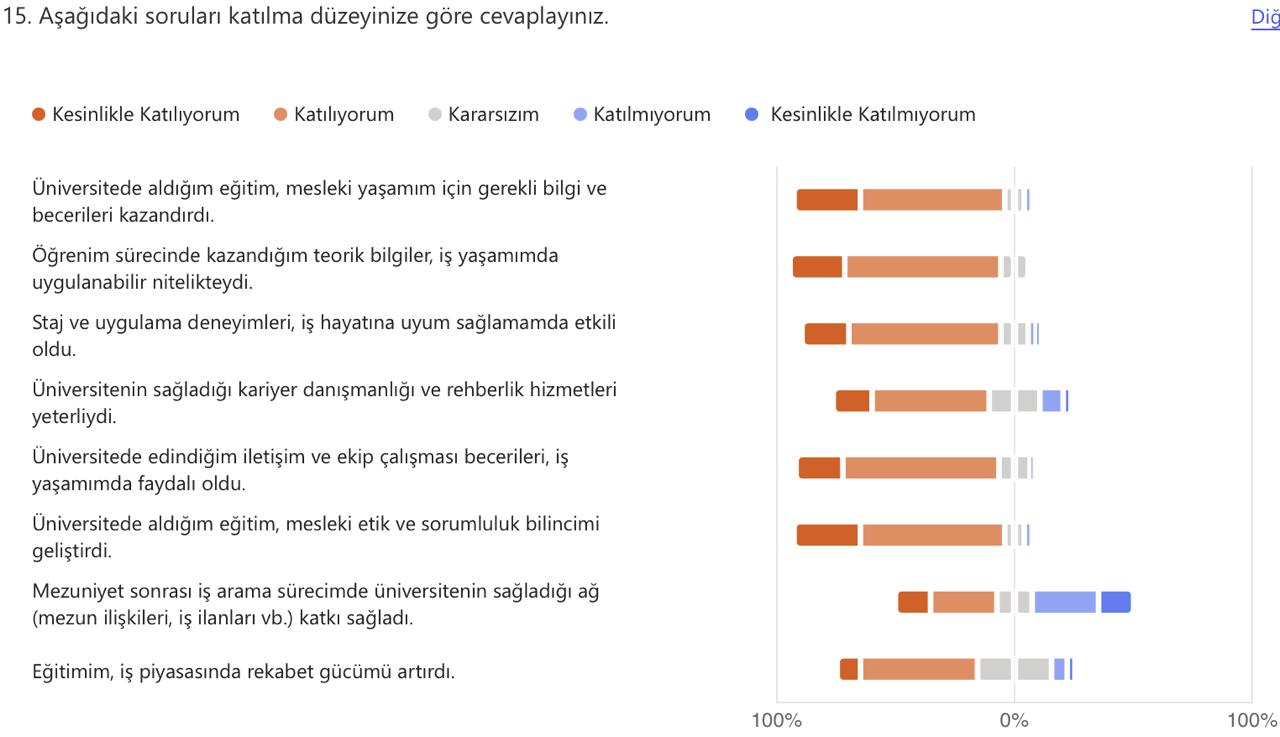 15. Aşağıdaki soruları katılma düzeyinize göre cevaplayınız.
Diğ
Kesinlikle Katılıyorum
Katılıyorum
Kararsızım
Katılmıyorum
Kesinlikle Katılmıyorum
Üniversitede aldığım eğitim, mesleki yaşamım için gerekli bilgi ve
becerileri kazandırdı.
Öğrenim sürecinde kazandığım teorik bilgiler, iş yaşamımda
uygulanabilir nitelikteydi.
Staj ve uygulama deneyimleri, iş hayatına uyum sağlamamda etkili
oldu.
Üniversitenin sağladığı kariyer danışmanlığı ve rehberlik hizmetleri
yeterliydi.
Üniversitede edindiğim iletişim ve ekip çalışması becerileri, iş
yaşamımda faydalı oldu.
Üniversitede aldığım eğitim, mesleki etik ve sorumluluk bilincimi
geliştirdi.
Mezuniyet sonrası iş arama sürecimde üniversitenin sağladığı ağ
(mezun ilişkileri, iş ilanları vb.) katkı sağladı.
Eğitimim, iş piyasasında rekabet gücümü artırdı.
100%
0%
100%